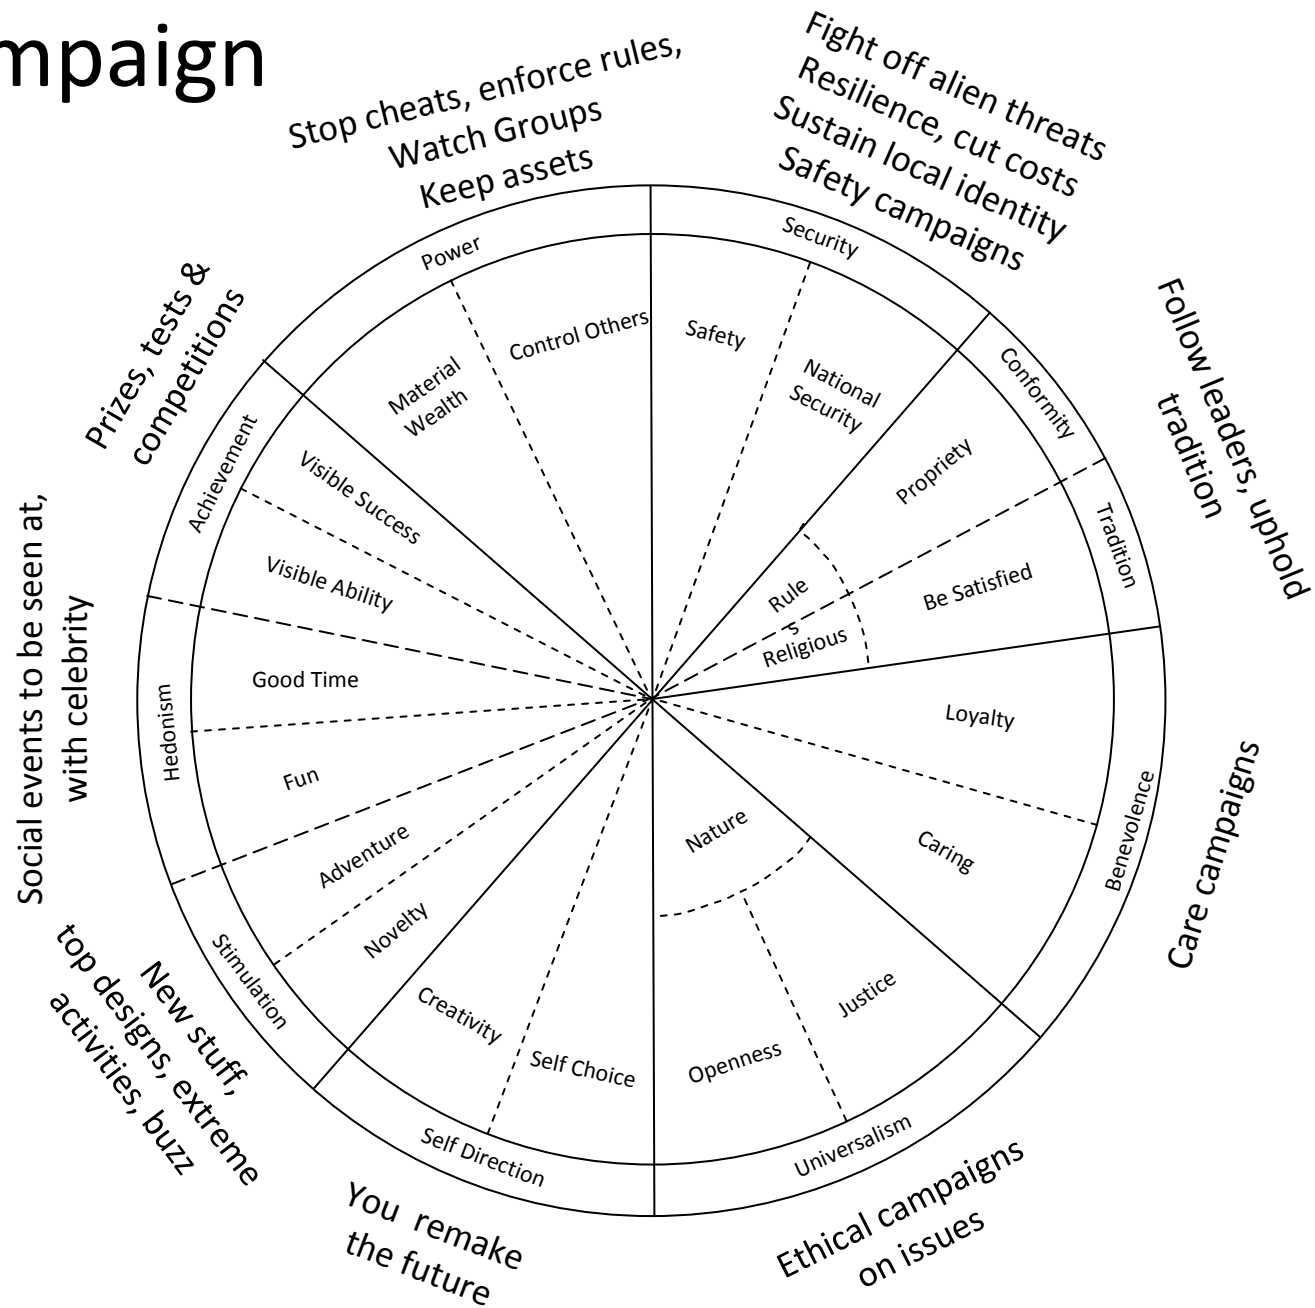 mpaign
Stop cheats, enforce rules,
Watch Groups
Keep assets
Fight off alien threats
Resilience, cut costs
Sustain local identity
Safety campaigns
Follow leaders, uphold
tradition
Care campaigns
Ethical campaigns
on issues
You remake
the future
New stuff,
top designs, extreme
activities, buzz
Social events to be seen at,
with celebrity
Prizes, tests &
competitions
Power
Security
Conformity
Tradition
Benevolence
Universalism
Self Direction
Stimulation
Hedonism
Achievement
Material
Wealth
Control Others
Safety
National
Security
Propriety
Rule
s
Religious
Be Satisfied
Loyalty
Caring
Nature
Justice
Openness
Self Choice
Creativity
Novelty
Adventure
Fun
Good Time
Visible Ability
Visible Success